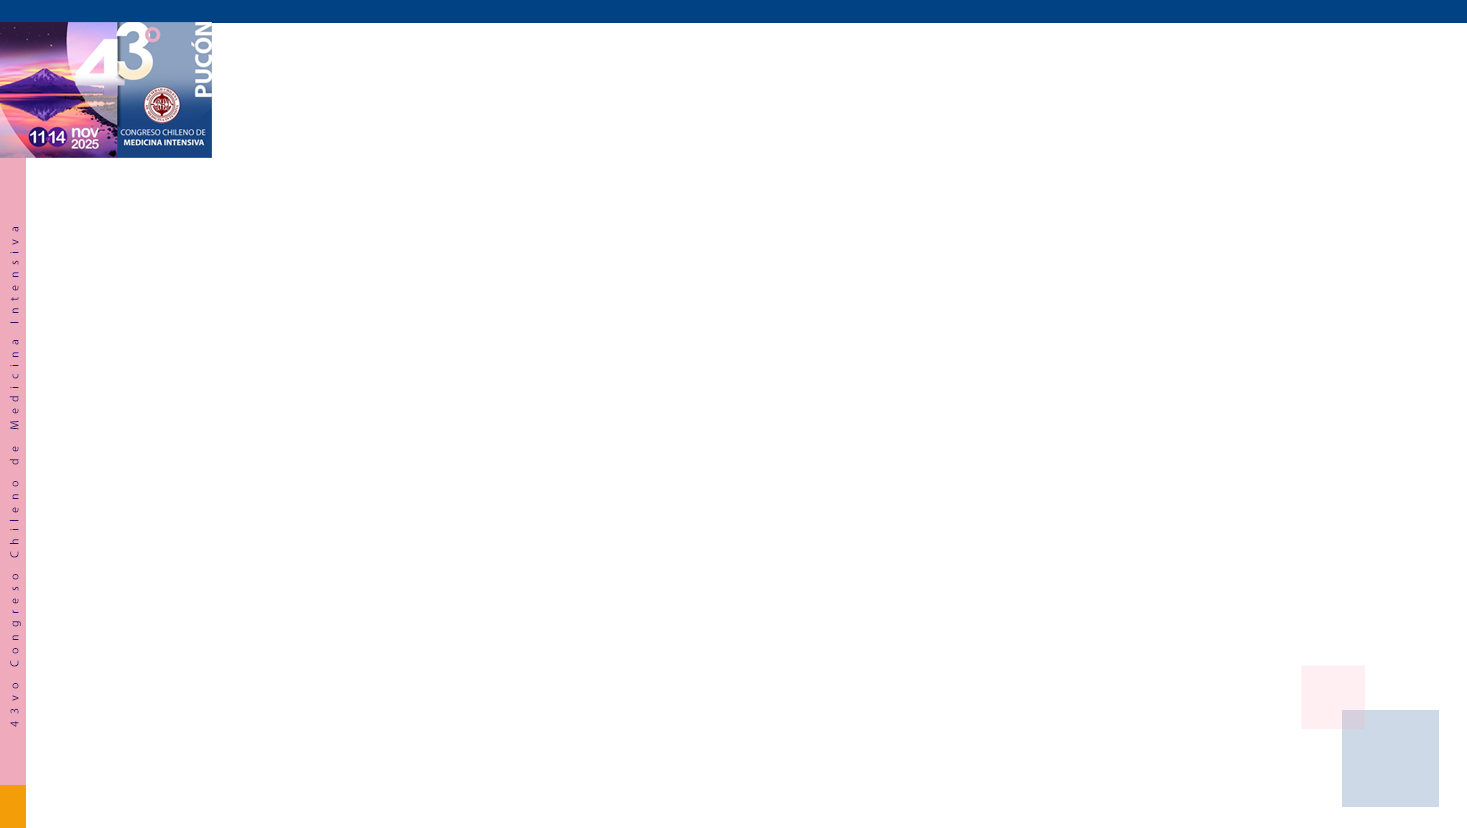 43°
PUCÓN
11 14 nov
2025
CONGRESO CHILENO DE
MEDICINA INTENSIVA
43vo Congreso Chileno de Medicina Intensiva